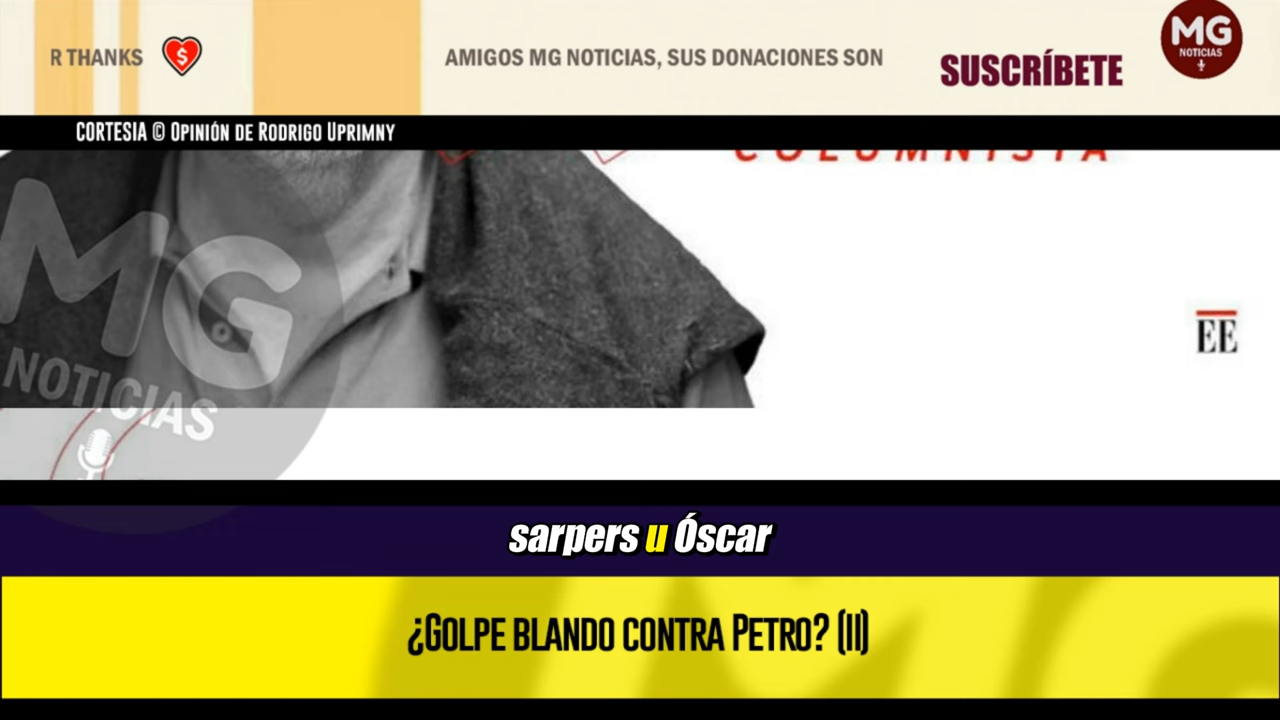 R THANKS
AMIGOS MG NOTICIAS, SUS DONACIONES SON
SUSCRÍBETE
MG
NOTICIAS
CORTESIA © OPINIÓN DE RODRIGO UPRIMNY
COLUMNISTA
MG
NOTICIAS
EE
sarpers u Óscar
¿GOLPE BLANDO CONTRA PETRO? (II)